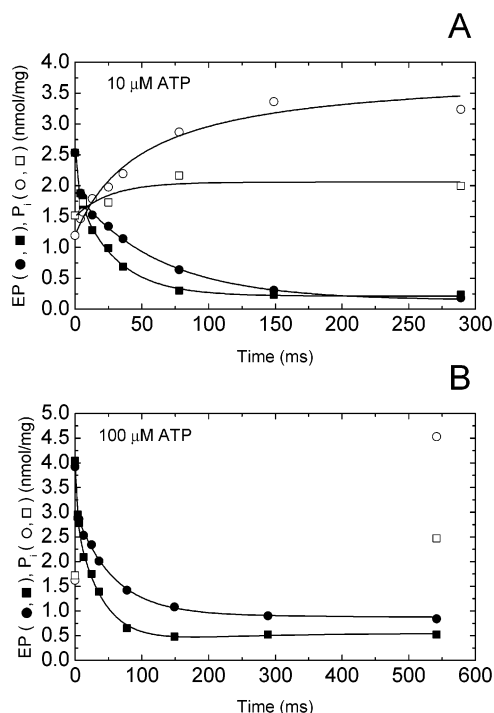 A
10 μM ATP
4.0
3.5
3.0
2.5
2.0
1.5
1.0
0.5
0.0
EP ( ●, ■ ), Pi ( ○, □ ) (nmol/mg)
0 50 100 150 200 250 300
Time (ms)
B
100 μM ATP
5.0
4.5
4.0
3.5
3.0
2.5
2.0
1.5
1.0
0.5
0.0
EP ( ●, ■ ), Pi ( ○, □ ) (nmol/mg)
0 100 200 300 400 500 600
Time (ms)